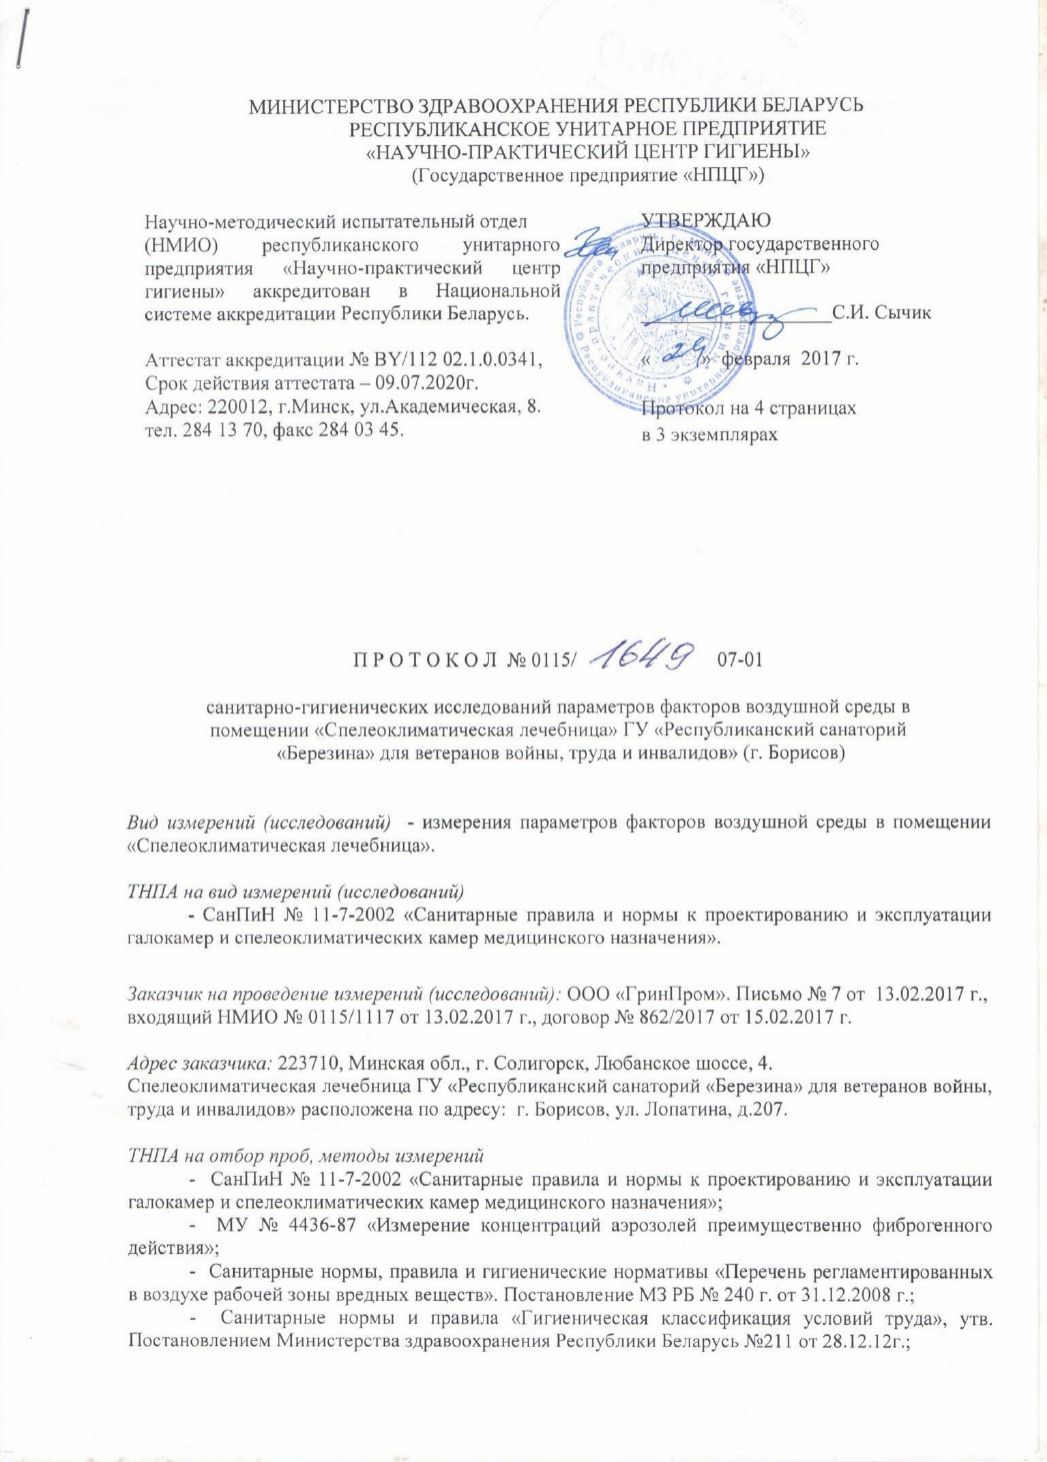 МИНИСТЕРСТВО ЗДРАВООХРАНЕНИЯ РЕСПУБЛИКИ БЕЛАРУСЬ
РЕСПУБЛИКАНСКОЕ УНИТАРНОЕ ПРЕДПРИЯТИЕ
«НАУЧНО-ПРАКТИЧЕСКИЙ ЦЕНТР ГИГИЕНЫ»
(Государственное предприятие «НПЦГ»)
Научно-методический испытательный отдел
(НМИО) республиканского унитарного
предприятия «Научно-практический центр
гигиены» аккредитован в Национальной
системе аккредитации Республики Беларусь.
Аттестат аккредитации № BY/112 02.1.0.0341,
Срок действия аттестата – 09.07.2020г.
Адрес: 220012, г.Минск, ул.Академическая, 8.
тел. 284 13 70, факс 284 03 45.
УТВЕРЖДАЮ
Директор государственного
предприятия «НПЦГ»
С.И. Сычик
« 24 » февраля 2017 г.
Протокол на 4 страницах
в 3 экземплярах
П Р О Т О К О Л № 0115/ 1649 07-01
санитарно-гигиенических исследований параметров факторов воздушной среды в
помещении «Спелеоклиматическая лечебница» ГУ «Республиканский санаторий
«Березина» для ветеранов войны, труда и инвалидов» (г. Борисов)
Вид измерений (исследований) - измерения параметров факторов воздушной среды в помещении
«Спелеоклиматическая лечебница».
ТНПА на вид измерений (исследований)
- СанПиН № 11-7-2002 «Санитарные правила и нормы к проектированию и эксплуатации
галокамер и спелеоклиматических камер медицинского назначения».
Заказчик на проведение измерений (исследований): ООО «ГринПром». Письмо № 7 от 13.02.2017 г.,
входящий НМИО № 0115/1117 от 13.02.2017 г., договор № 862/2017 от 15.02.2017 г.
Адрес заказчика: 223710, Минская обл., г. Солигорск, Любанское шоссе, 4.
Спелеоклиматическая лечебница ГУ «Республиканский санаторий «Березина» для ветеранов войны,
труда и инвалидов» расположена по адресу: г. Борисов, ул. Лопатина, д.207.
ТНПА на отбор проб, методы измерений
- СанПиН № 11-7-2002 «Санитарные правила и нормы к проектированию и эксплуатации
галокамер и спелеоклиматических камер медицинского назначения»;
- МУ № 4436-87 «Измерение концентраций аэрозолей преимущественно фиброгенного
действия»;
- Санитарные нормы, правила и гигиенические нормативы «Перечень регламентированных
в воздухе рабочей зоны вредных веществ». Постановление МЗ РБ № 240 г. от 31.12.2008 г.;
- Санитарные нормы и правила «Гигиеническая классификация условий труда», утв.
Постановлением Министерства здравоохранения Республики Беларусь №211 от 28.12.12г.;